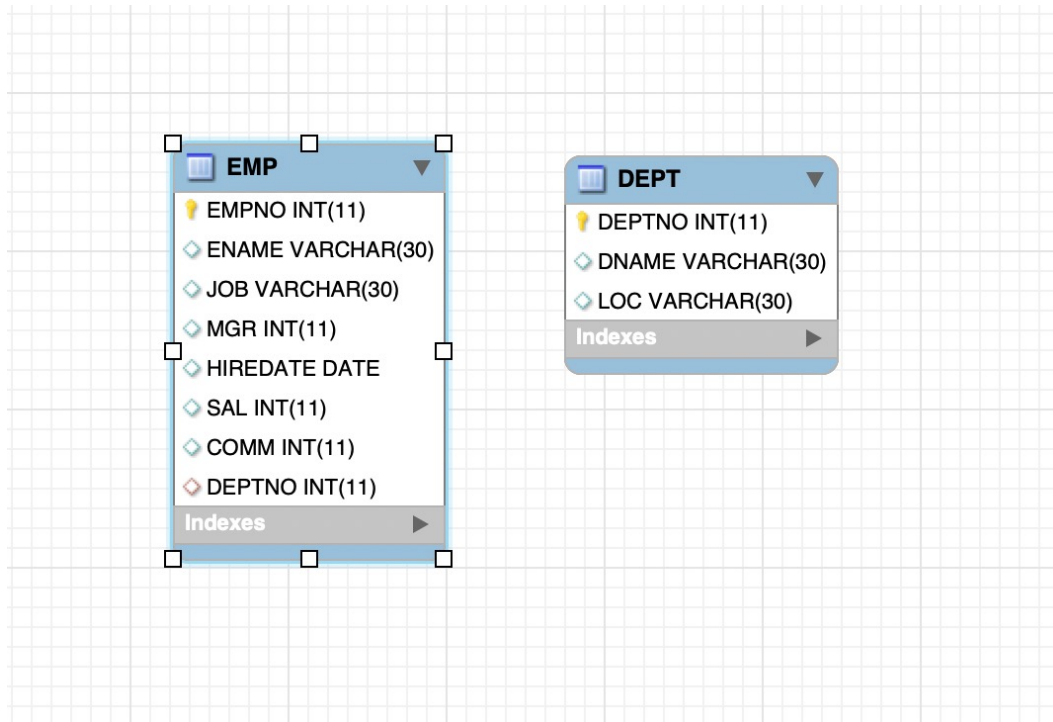 EMP
EMPNO INT(11)
ENAME VARCHAR(30)
JOB VARCHAR(30)
MGR INT(11)
HIREDATE DATE
SAL INT(11)
COMM INT(11)
DEPTNO INT(11)
Indexes
DEPT
DEPTNO INT(11)
DNAME VARCHAR(30)
LOC VARCHAR(30)
Indexes